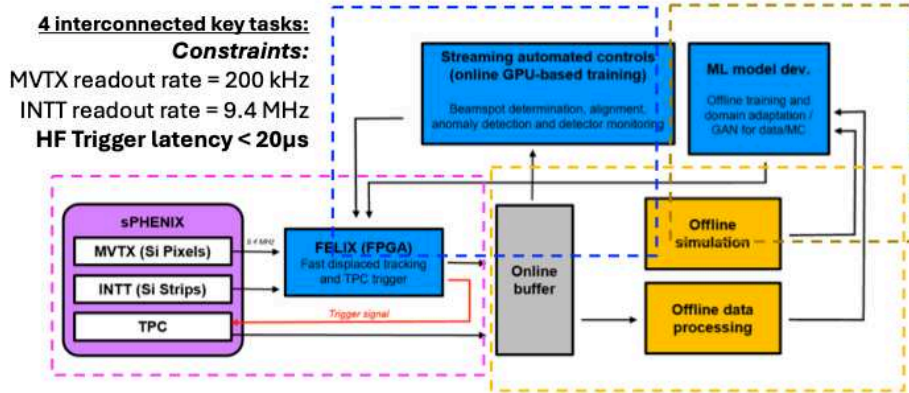 4 interconnected key tasks:
Constraints:
MVTX readout rate = 200 kHz
INTT readout rate = 9.4 MHz
HF Trigger latency < 20µs
Streaming automated controls
(online GPU-based training)
Beamspot determination, alignment,
anomaly detection and detector monitoring
ML model dev.
Offline training and
domain adaptation /
GAN for data/MC
sPHENIX
MVTX (Si Pixels)
INTT (Si Strips)
TPC
9.4 MHz
FELIX (FPGA)
Fast displaced tracking
and TPC trigger
Trigger signal
Online
buffer
Offline
simulation
Offline data
processing